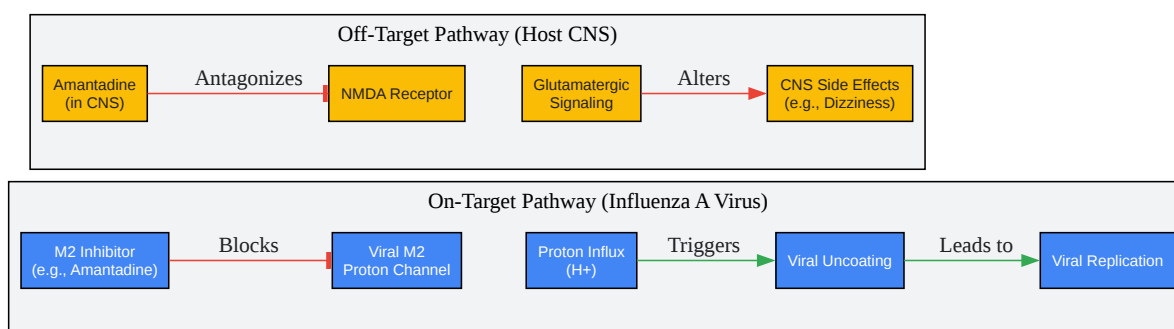 Off-Target Pathway (Host CNS)
Amantadine
(in CNS)
Antagonizes
NMDA Receptor
Glutamatergic
Signaling
Alters
CNS Side Effects
(e.g., Dizziness)
On-Target Pathway (Influenza A Virus)
M2 Inhibitor
(e.g., Amantadine)
Blocks
Viral M2
Proton Channel
Proton Influx
(H+)
Triggers
Viral Uncoating
Leads to
Viral Replication